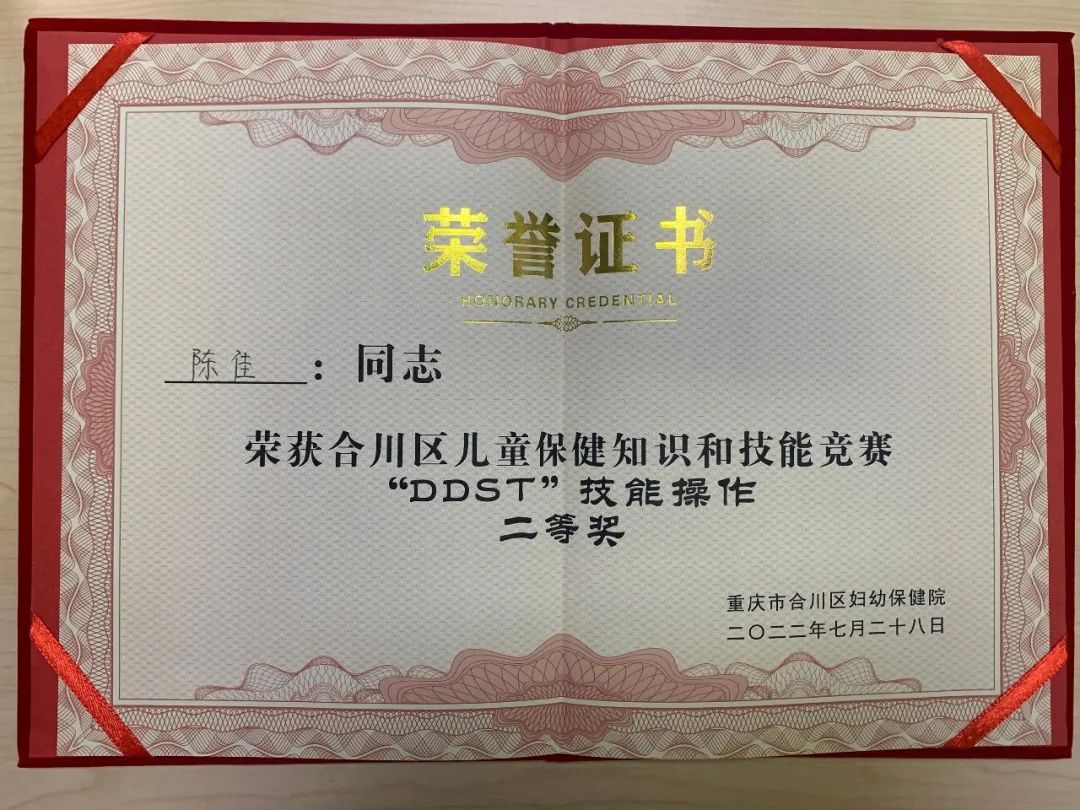 荣誉证书
HONORARY CREDENTIAL
陈佳：同志
荣获合川区儿童保健知识和技能竞赛
“DDST”技能操作
二等奖
重庆市合川区妇幼保健院
二〇二二年七月二十八日